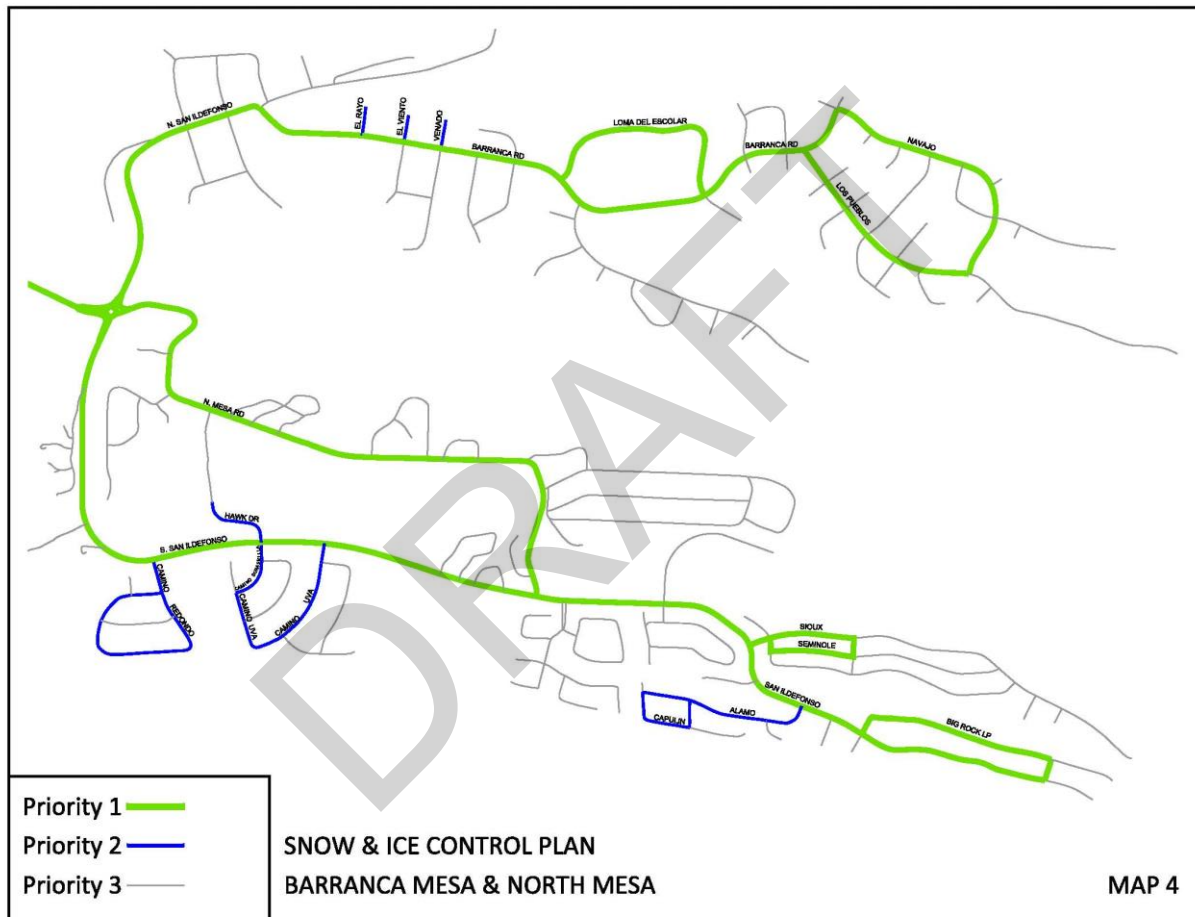 N. SAN ILDEFONSO
EL RAYO
EL VIENTO
VENADO
BARRANCA RD
LOMA DEL ESCOLAR
BARRANCA RD
NAVAJO
LOS PUEBLOS
N. MESA RD
HAWK DR
S. SAN ILDEFONSO
CAMINO
REDONDO
CAMINO
CAMINO UVA
CAMINO
UVA
SIOUX
SEMINOLE
SAN ILDEFONSO
CAPULIN
ALAMO
BIG ROCK LP
DRAFT
Priority 1
Priority 2
Priority 3
SNOW & ICE CONTROL PLAN
BARRANCA MESA & NORTH MESA
MAP 4